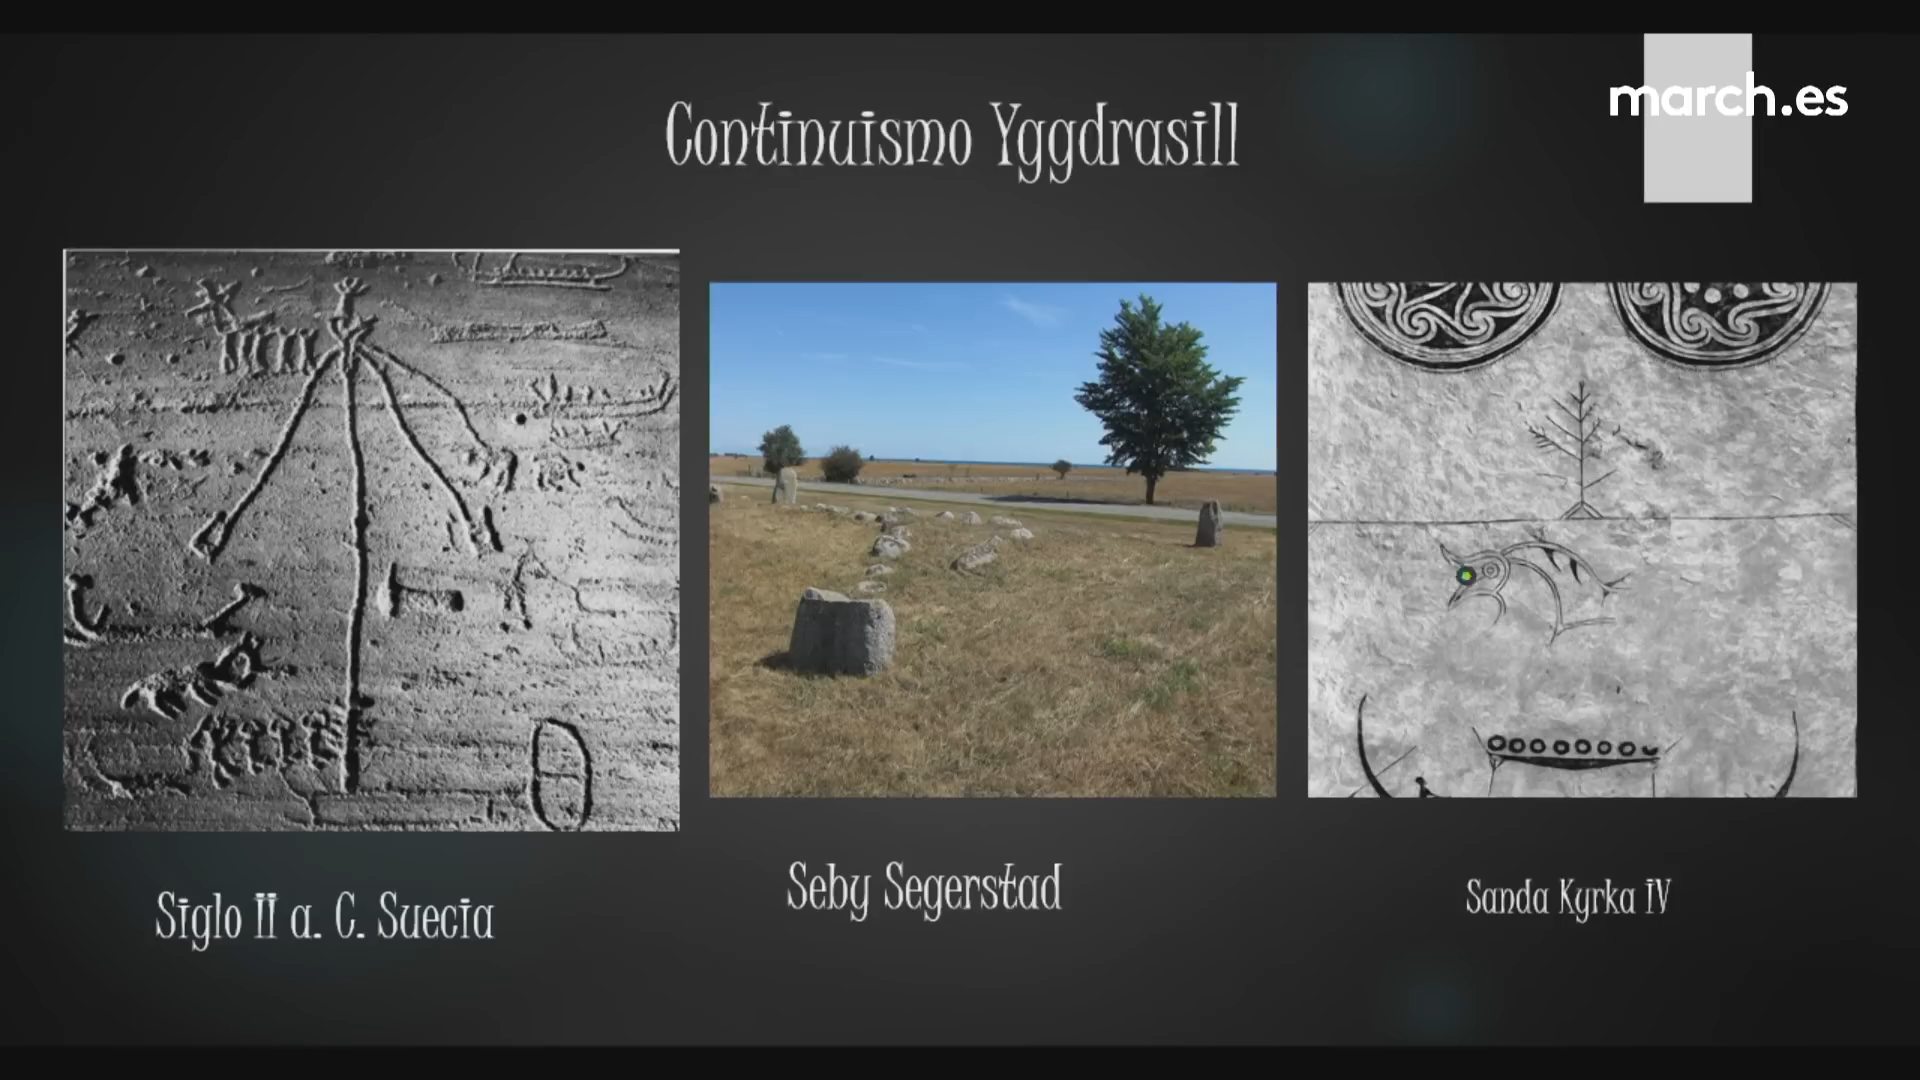 march.es
Continuismo Yggdrasill
Siglo II a. C. Suecia
Seby Segerstad
Sanda Kyrka IV